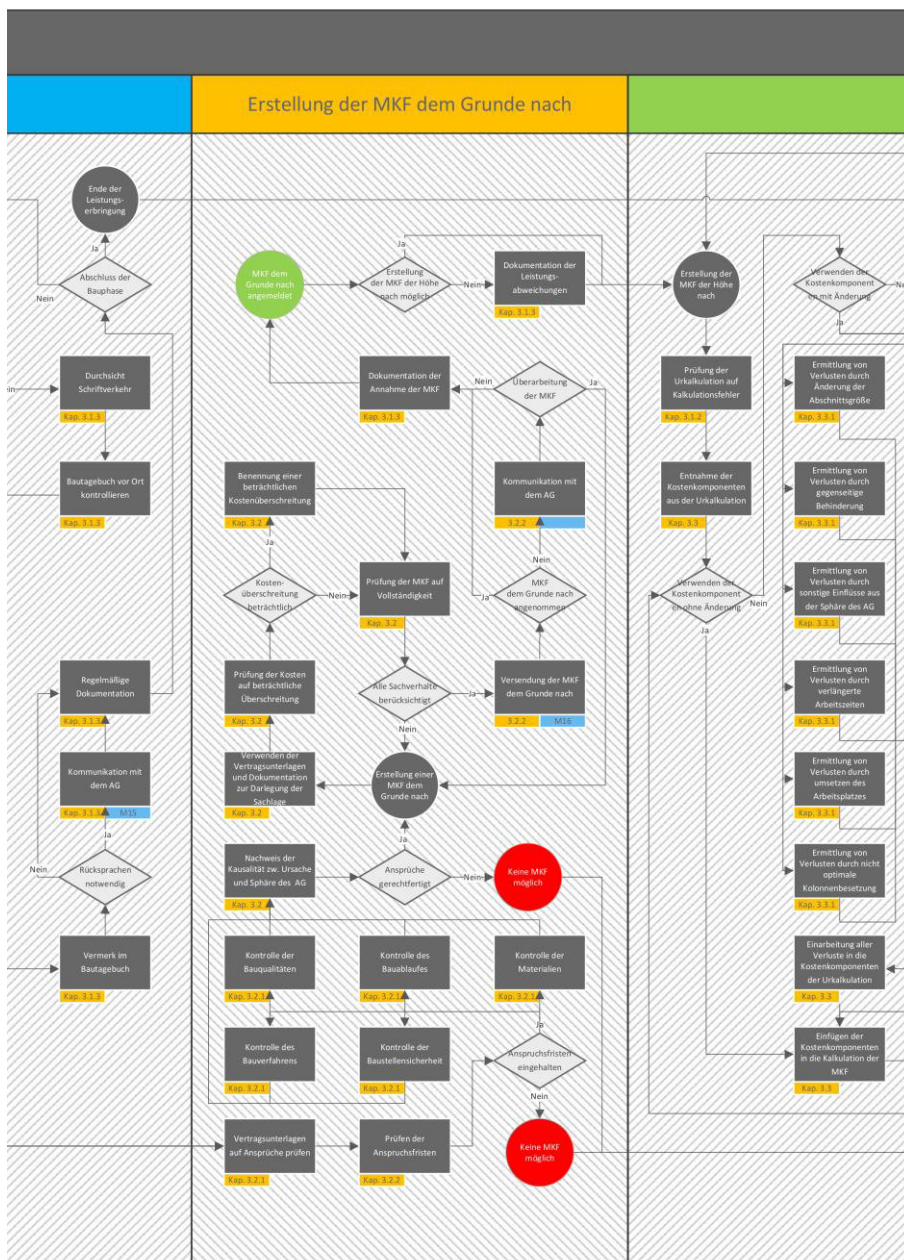 Erstellung der MKF dem Grunde nach
Ende der
Leistungs-
erbringung
Ja
Abschluss der
Bauphase
Nein
Durchsicht
Schriftverkehr
Kap. 3.1.3
Bautagebuch vor Ort
kontrollieren
Kap. 3.1.3
Regelmäßige
Dokumentation
Kap. 3.1.3
Kommunikation mit
dem AG
Kap. 3.1.3
M15
Ja
Nein
Rücksprachen
notwendig
Vermerk im
Bautagebuch
Kap. 3.1.3
MKF dem
Grunde nach
angemeldet
Ja
Erstellung
der MKF der Höhe
nach möglich
Nein
Dokumentation der
Leistungs-
abweichungen
Kap. 3.1.3
Dokumentation der
Annahme der MKF
Kap. 3.1.3
Nein
Überarbeitung
der MKF
Ja
Benennung einer
beträchtlichen
Kostenüberschreitung
Kap. 3.2
Kommunikation mit
dem AG
3.2.2
Ja
Nein
Kosten-
überschreitung
beträchtlich
Nein
Prüfung der MKF auf
Vollständigkeit
Kap. 3.2
Ja
MKF
dem Grunde nach
angenommen
Prüfung der Kosten
auf beträchtliche
Überschreitung
Kap. 3.2
Alle Sachverhalte
berücksichtigt
Ja
Nein
Versendung der MKF
dem Grunde nach
3.2.2
M16
Verwenden der
Vertragsunterlagen
und Dokumentation
zur Darlegung der
Sachlage
Kap. 3.2
Erstellung einer
MKF dem
Grunde nach
Ja
Nachweis der
Kausalität zw. Ursache
und Sphäre des AG
Kap. 3.2
Ansprüche
gerechtfertigt
Nein
Keine MKF
möglich
Kontrolle der
Bauqualitäten
Kap. 3.2.1
Kontrolle des
Bauablaufes
Kap. 3.2.1
Kontrolle der
Materialien
Kap. 3.2.1
Ja
Kontrolle des
Bauverfahrens
Kap. 3.2.1
Kontrolle der
Baustellensicherheit
Kap. 3.2.1
Anspruchsfristen
eingehalten
Nein
Vertragsunterlagen
auf Ansprüche prüfen
Kap. 3.2.1
Prüfen der
Anspruchsfristen
Kap. 3.2.2
Keine MKF
möglich
Erstellung der
MKF der Höhe
nach
Verwenden der
Kostenkomponent
en mit Änderung
Ja
Prüfung der
Urkalkulation auf
Kalkulationsfehler
Kap. 3.1.2
Entnahme der
Kostenkomponenten
aus der Urkalkulation
Kap. 3.3
Verwenden der
Kostenkomponent
en ohne Änderung
Nein
Ja
Ermittlung von
Verlusten durch
Änderung der
Abschnittsgröße
Kap. 3.3.1
Ermittlung von
Verlusten durch
gegenseitige
Behinderung
Kap. 3.3.1
Ermittlung von
Verlusten durch
sonstige Einflüsse aus
der Sphäre des AG
Kap. 3.3.1
Ermittlung von
Verlusten durch
verlängerte
Arbeitszeiten
Kap. 3.3.1
Ermittlung von
Verlusten durch
umsetzen des
Arbeitsplatzes
Kap. 3.3.1
Ermittlung von
Verlusten durch nicht
optimale
Kolonnenbesetzung
Kap. 3.3.1
Einarbeitung aller
Verluste in die
Kostenkomponenten
der Urkalkulation
Kap. 3.3
Einfügen der
Kostenkomponenten
in die Kalkulation der
MKF
Kap. 3.3